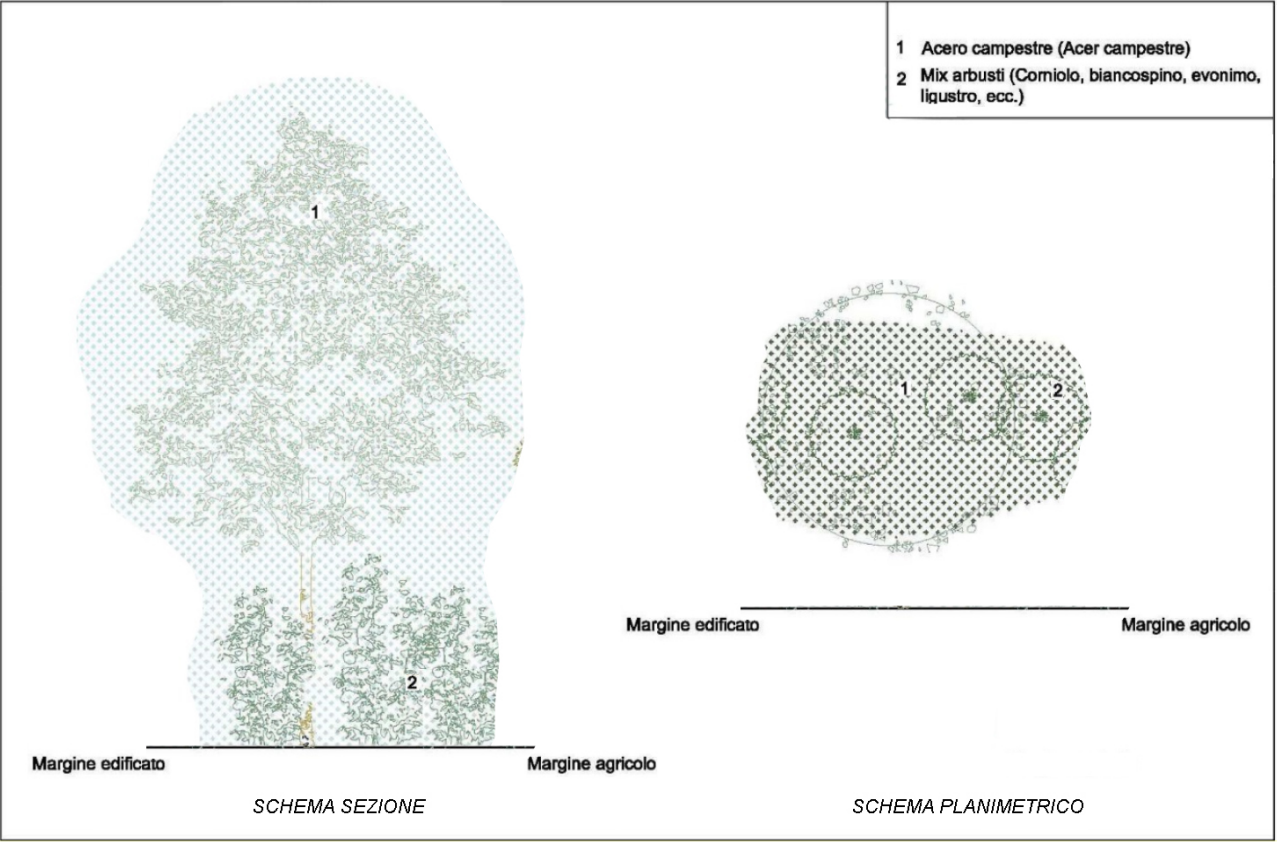 1 Acero campestre (Acer campestre)
2 Mix arbusti (Corniolo, biancospino, evonimo,
ligustro, ecc.)
1
2
Margine edificato
Margine agricolo
SCHEMA SEZIONE
1
2
Margine edificato
Margine agricolo
SCHEMA PLANIMETRICO